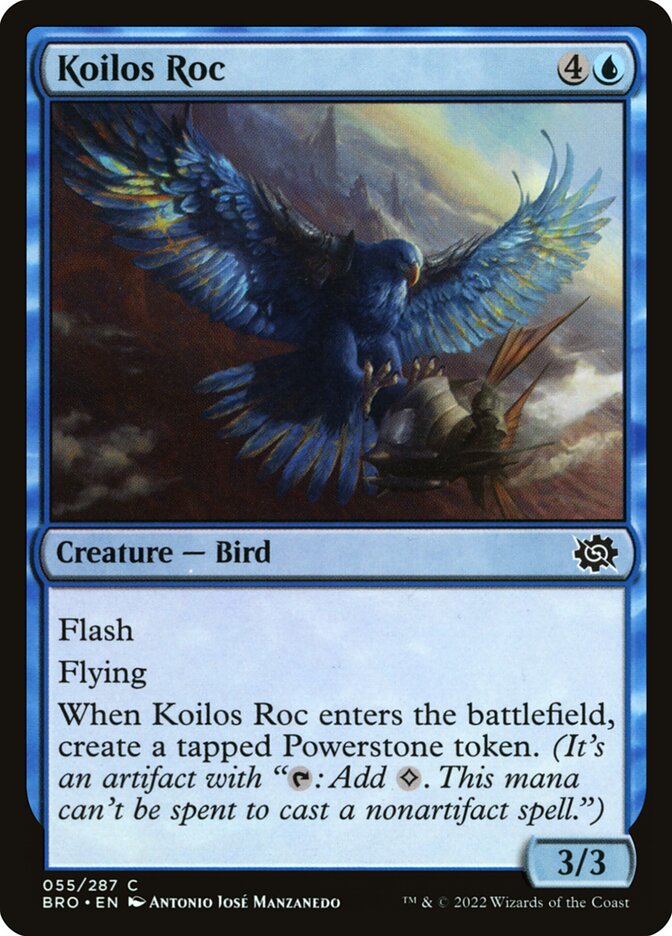 Koilos Roc 4
Creature — Bird
Flash
Flying
When Koilos Roc enters the battlefield,
create a tapped Powerstone token. (It's
an artifact with “: Add . This mana
can't be spent to cast a nonartifact spell.”)
3/3
055/287 C
BRO • EN Antonio José Manzanedo ™ & © 2022 Wizards of the Coast